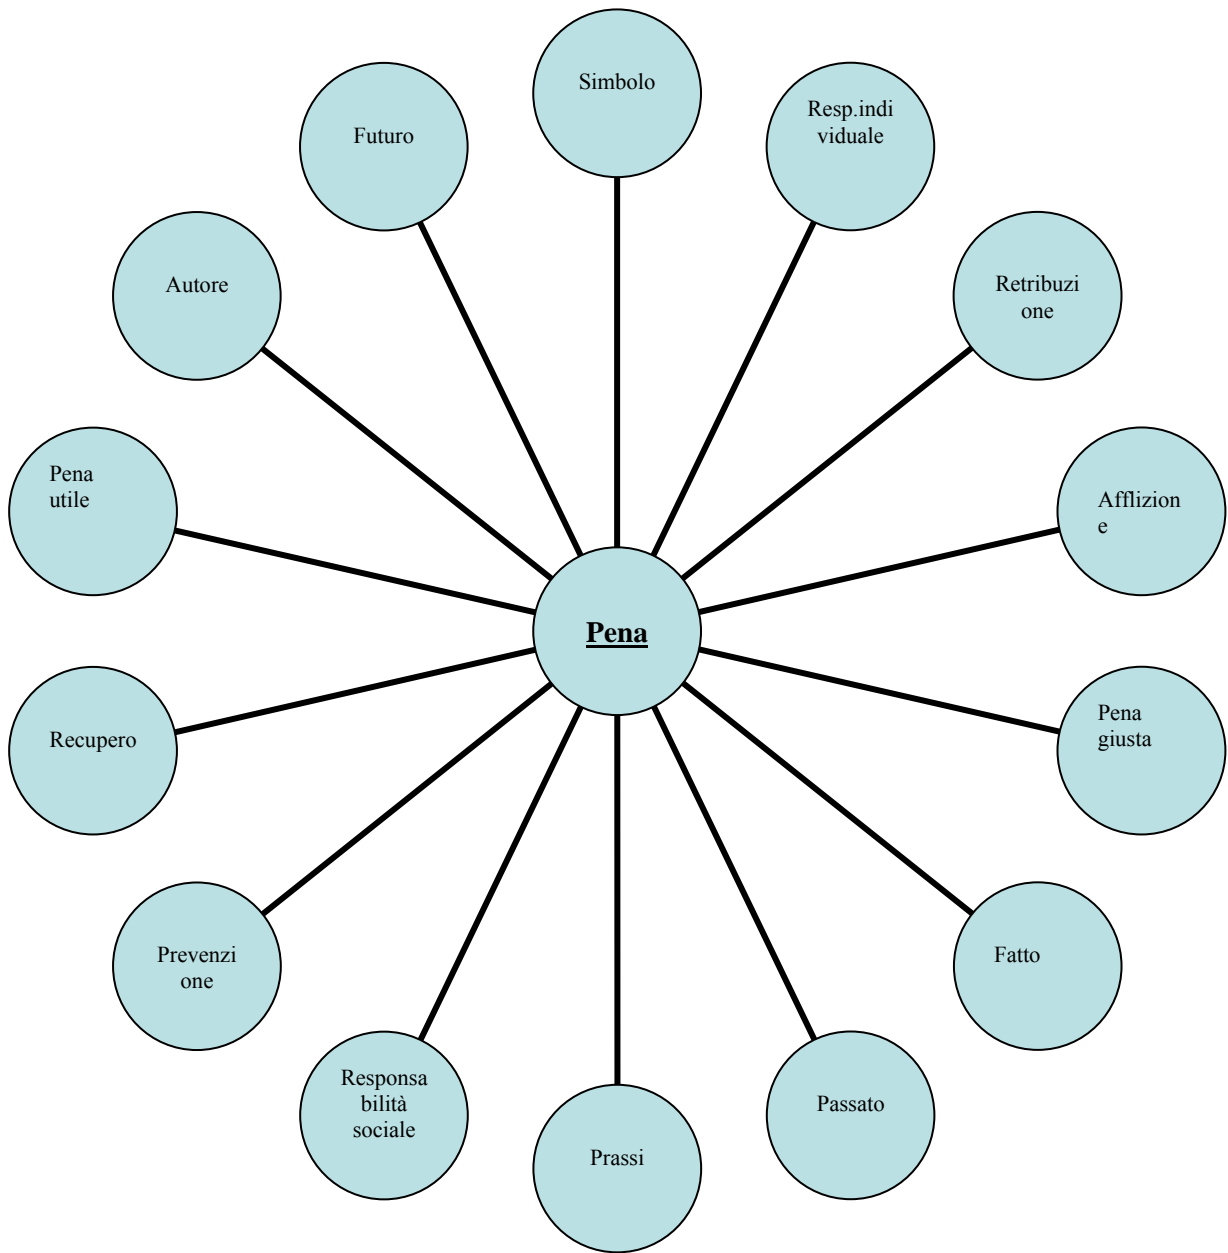 Simbolo
Resp.indi
viduale
Futuro
Retribuzi
one
Autore
Pena
utile
Afflizion
e
Pena
Recupero
Pena
giusta
Prevenzi
one
Fatto
Responsa
bilità
sociale
Passato
Prassi